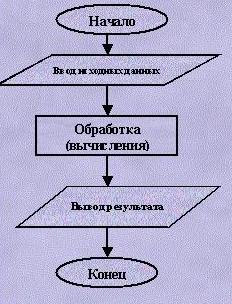 Начало
Ввод исходных данных
Обработка
(вычисления)
Вывод результата
Конец